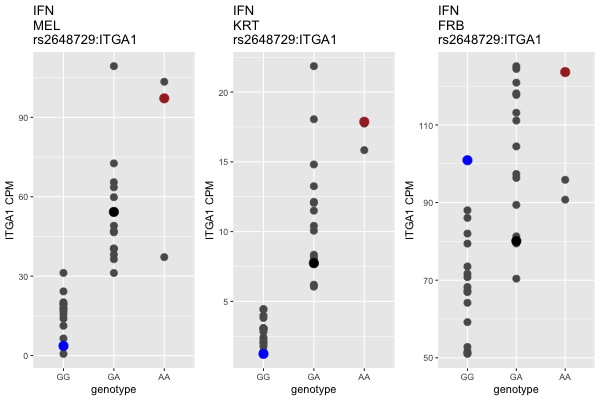 IFN
MEL
rs2648729:ITGA1
ITGA1 CPM
90
60
30
0
GG GA AA
genotype
IFN
KRT
rs2648729:ITGA1
ITGA1 CPM
20
15
10
5
GG GA AA
genotype
IFN
FRB
rs2648729:ITGA1
ITGA1 CPM
110
90
70
50
GG GA AA
genotype